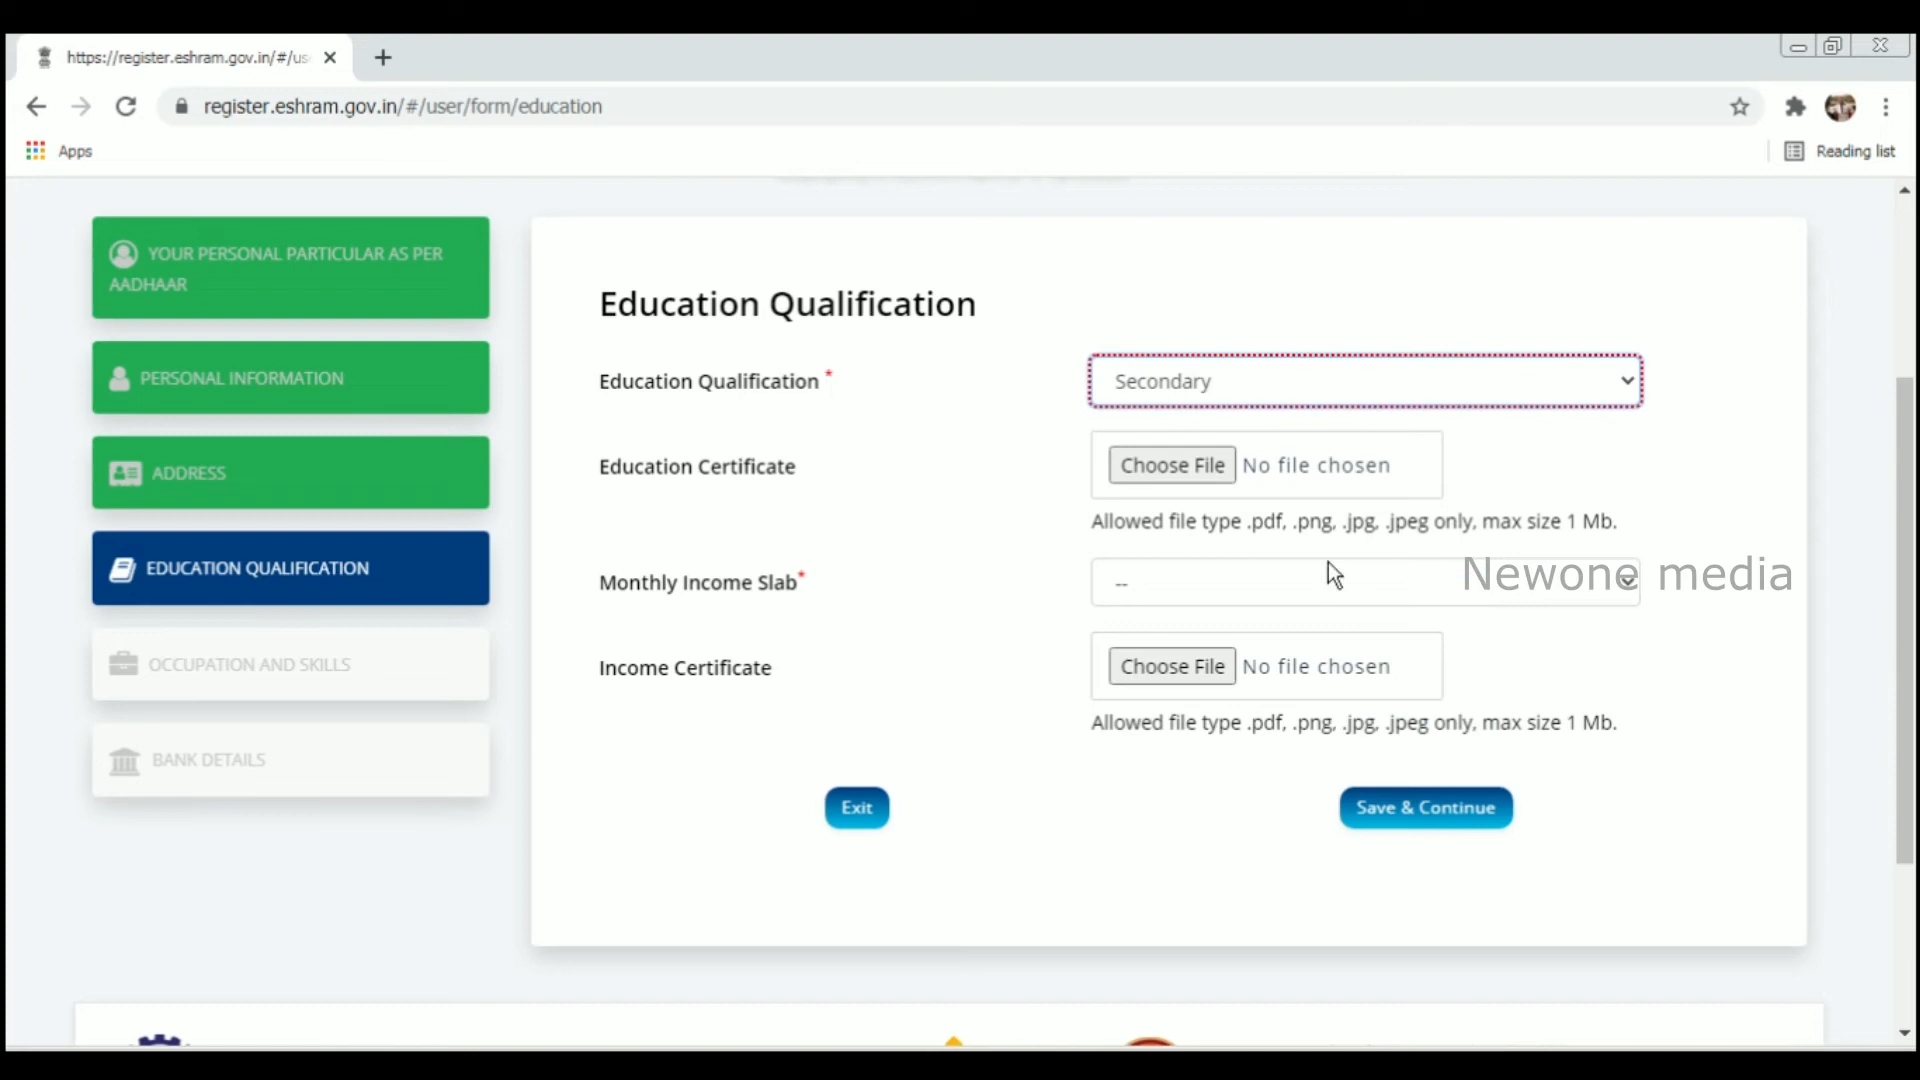 https://register.eshram.gov.in/#/us
register.eshram.gov.in/#/user/form/education
Apps
Reading list
YOUR PERSONAL PARTICULAR AS PER
AADHAAR
PERSONAL INFORMATION
ADDRESS
EDUCATION QUALIFICATION
OCCUPATION AND SKILLS
BANK DETAILS
Education Qualification
Education Qualification *
Secondary
Education Certificate
Choose File No file chosen
Allowed file type .pdf, .png, .jpg, .jpeg only, max size 1 Mb.
Monthly Income Slab*
--
Newone media
Income Certificate
Choose File No file chosen
Allowed file type .pdf, .png, .jpg, .jpeg only, max size 1 Mb.
Exit
Save & Continue